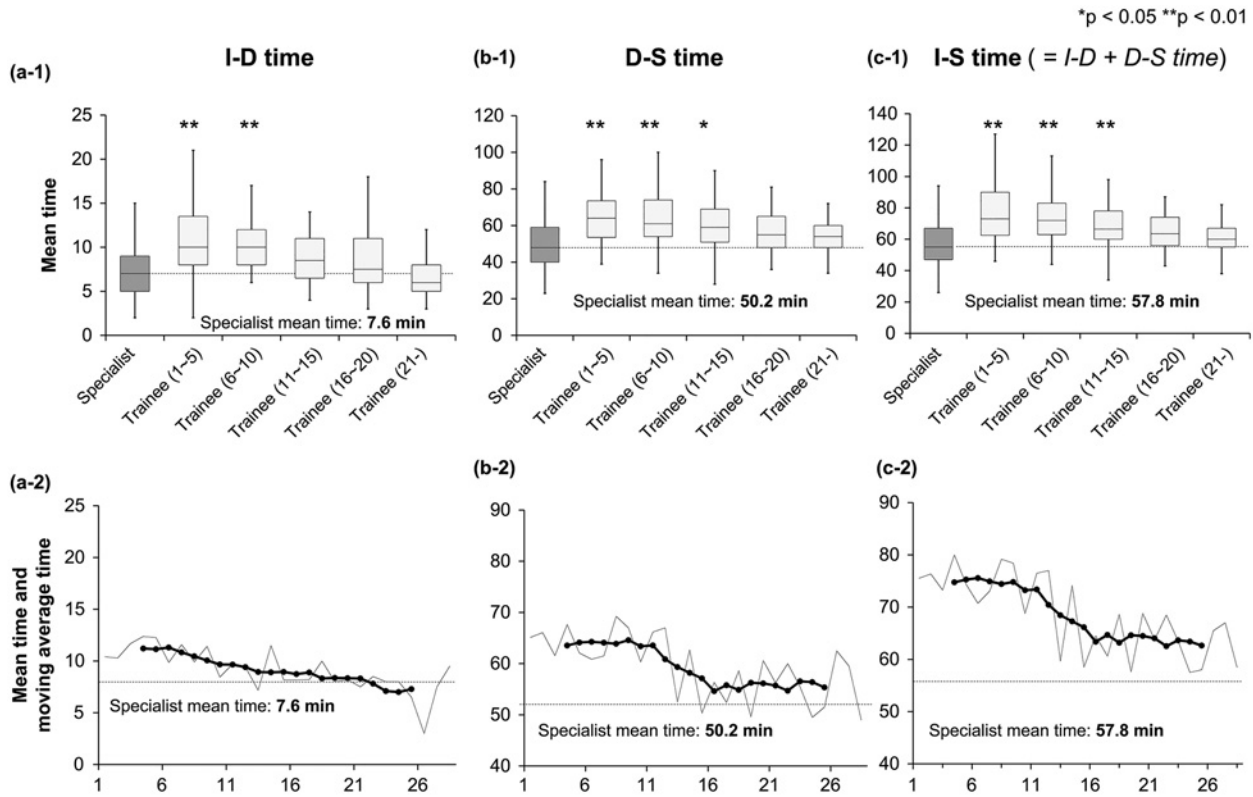 *p < 0.05 **p < 0.01
(a-1)
I-D time
Mean time
25
20
15
10
5
0
** **
Specialist mean time: 7.6 min
Specialist
Trainee (1~5)
Trainee (6~10)
Trainee (11~15)
Trainee (16~20)
Trainee (21-)
(b-1)
D-S time
120
100
80
60
40
20
0
** ** *
Specialist mean time: 50.2 min
Specialist
Trainee (1~5)
Trainee (6~10)
Trainee (11~15)
Trainee (16~20)
Trainee (21-)
(c-1)
I-S time ( = I-D + D-S time)
140
120
100
80
60
40
20
0
** ** **
Specialist mean time: 57.8 min
Specialist
Trainee (1~5)
Trainee (6~10)
Trainee (11~15)
Trainee (16~20)
Trainee (21-)
(a-2)
Mean time and
moving average time
25
20
15
10
5
0
Specialist mean time: 7.6 min
1 6 11 16 21 26
(b-2)
90
80
70
60
50
40
Specialist mean time: 50.2 min
1 6 11 16 21 26
(c-2)
90
80
70
60
50
40
Specialist mean time: 57.8 min
1 6 11 16 21 26